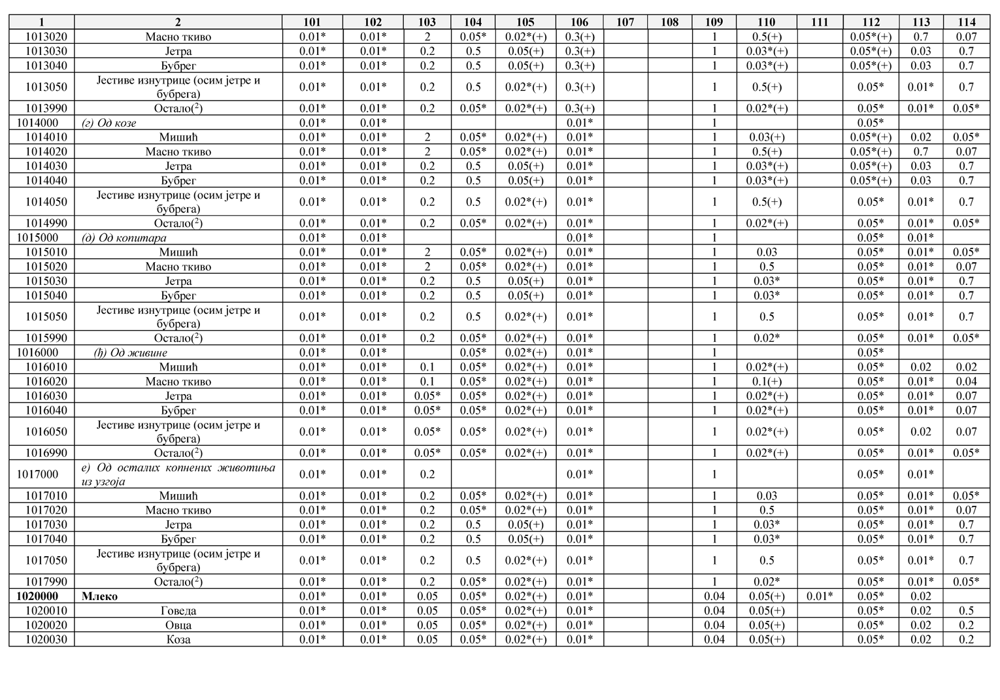 1 2 101 102 103 104 105 106 107 108 109 110 111 112 113 114
1013020 Масно ткиво 0.01* 0.01* 2 0.05* 0.02*(+) 0.3(+) 1 0.5(+) 0.05*(+) 0.7 0.07
1013030 Јетра 0.01* 0.01* 0.2 0.5 0.05(+) 0.3(+) 1 0.03*(+) 0.05*(+) 0.03 0.7
1013040 Бубрег 0.01* 0.01* 0.2 0.5 0.05(+) 0.3(+) 1 0.03*(+) 0.05*(+) 0.03 0.7
1013050 Јестиве изнутрице (осим јетре и
бубрега) 0.01* 0.01* 0.2 0.5 0.02*(+) 0.3(+) 1 0.5(+) 0.05* 0.01* 0.7
1013990 Остало(²) 0.01* 0.01* 0.2 0.05* 0.02*(+) 0.3(+) 1 0.02*(+) 0.05* 0.01* 0.05*
1014000 (г) Од козе 0.01* 0.01* 0.01* 1 0.05*
1014010 Мишић 0.01* 0.01* 2 0.05* 0.02*(+) 0.01* 1 0.03(+) 0.05*(+) 0.02 0.05*
1014020 Масно ткиво 0.01* 0.01* 2 0.05* 0.02*(+) 0.01* 1 0.5(+) 0.05*(+) 0.7 0.07
1014030 Јетра 0.01* 0.01* 0.2 0.5 0.05(+) 0.01* 1 0.03*(+) 0.05*(+) 0.03 0.7
1014040 Бубрег 0.01* 0.01* 0.2 0.5 0.05(+) 0.01* 1 0.03*(+) 0.05*(+) 0.03 0.7
1014050 Јестиве изнутрице (осим јетре и
бубрега) 0.01* 0.01* 0.2 0.5 0.02*(+) 0.01* 1 0.5(+) 0.05* 0.01* 0.7
1014990 Остало(²) 0.01* 0.01* 0.2 0.05* 0.02*(+) 0.01* 1 0.02*(+) 0.05* 0.01* 0.05*
1015000 (д) Од копитара 0.01* 0.01* 0.01* 1 0.05* 0.01*
1015010 Мишић 0.01* 0.01* 2 0.05* 0.02*(+) 0.01* 1 0.03 0.05* 0.01* 0.05*
1015020 Масно ткиво 0.01* 0.01* 2 0.05* 0.02*(+) 0.01* 1 0.5 0.05* 0.01* 0.07
1015030 Јетра 0.01* 0.01* 0.2 0.5 0.05(+) 0.01* 1 0.03* 0.05* 0.01* 0.7
1015040 Бубрег 0.01* 0.01* 0.2 0.5 0.05(+) 0.01* 1 0.03* 0.05* 0.01* 0.7
1015050 Јестиве изнутрице (осим јетре и
бубрега) 0.01* 0.01* 0.2 0.5 0.02*(+) 0.01* 1 0.5 0.05* 0.01* 0.7
1015990 Остало(²) 0.01* 0.01* 0.2 0.05* 0.02*(+) 0.01* 1 0.02* 0.05* 0.01* 0.05*
1016000 (ђ) Од живине 0.01* 0.01* 0.05* 0.02*(+) 0.01* 1 0.05*
1016010 Мишић 0.01* 0.01* 0.1 0.05* 0.02*(+) 0.01* 1 0.02*(+) 0.05* 0.02 0.02
1016020 Масно ткиво 0.01* 0.01* 0.1 0.05* 0.02*(+) 0.01* 1 0.1(+) 0.05* 0.01* 0.04
1016030 Јетра 0.01* 0.01* 0.05* 0.05* 0.02*(+) 0.01* 1 0.02*(+) 0.05* 0.01* 0.07
1016040 Бубрег 0.01* 0.01* 0.05* 0.05* 0.02*(+) 0.01* 1 0.02*(+) 0.05* 0.01* 0.07
1016050 Јестиве изнутрице (осим јетре и
бубрега) 0.01* 0.01* 0.05* 0.05* 0.02*(+) 0.01* 1 0.02*(+) 0.05* 0.02 0.07
1016990 Остало(²) 0.01* 0.01* 0.05* 0.05* 0.02*(+) 0.01* 1 0.02*(+) 0.05* 0.01* 0.05*
1017000 е) Од осталих копнених животиња
из узгоја 0.01* 0.01* 0.2 0.01* 1 0.05* 0.01*
1017010 Мишић 0.01* 0.01* 0.2 0.05* 0.02*(+) 0.01* 1 0.03 0.05* 0.01* 0.05*
1017020 Масно ткиво 0.01* 0.01* 0.2 0.05* 0.02*(+) 0.01* 1 0.5 0.05* 0.01* 0.07
1017030 Јетра 0.01* 0.01* 0.2 0.5 0.05(+) 0.01* 1 0.03* 0.05* 0.01* 0.7
1017040 Бубрег 0.01* 0.01* 0.2 0.5 0.05(+) 0.01* 1 0.03* 0.05* 0.01* 0.7
1017050 Јестиве изнутрице (осим јетре и
бубрега) 0.01* 0.01* 0.2 0.5 0.02*(+) 0.01* 1 0.5 0.05* 0.01* 0.7
1017990 Остало(²) 0.01* 0.01* 0.2 0.05* 0.02*(+) 0.01* 1 0.02* 0.05* 0.01* 0.05*
1020000 Млеко 0.01* 0.01* 0.05 0.05* 0.02*(+) 0.01* 0.04 0.05(+) 0.01* 0.05* 0.02
1020010 Говеда 0.01* 0.01* 0.05 0.05* 0.02*(+) 0.01* 0.04 0.05(+) 0.05* 0.02 0.5
1020020 Овца 0.01* 0.01* 0.05 0.05* 0.02*(+) 0.01* 0.04 0.05(+) 0.05* 0.02 0.2
1020030 Коза 0.01* 0.01* 0.05 0.05* 0.02*(+) 0.01* 0.04 0.05(+) 0.05* 0.02 0.2